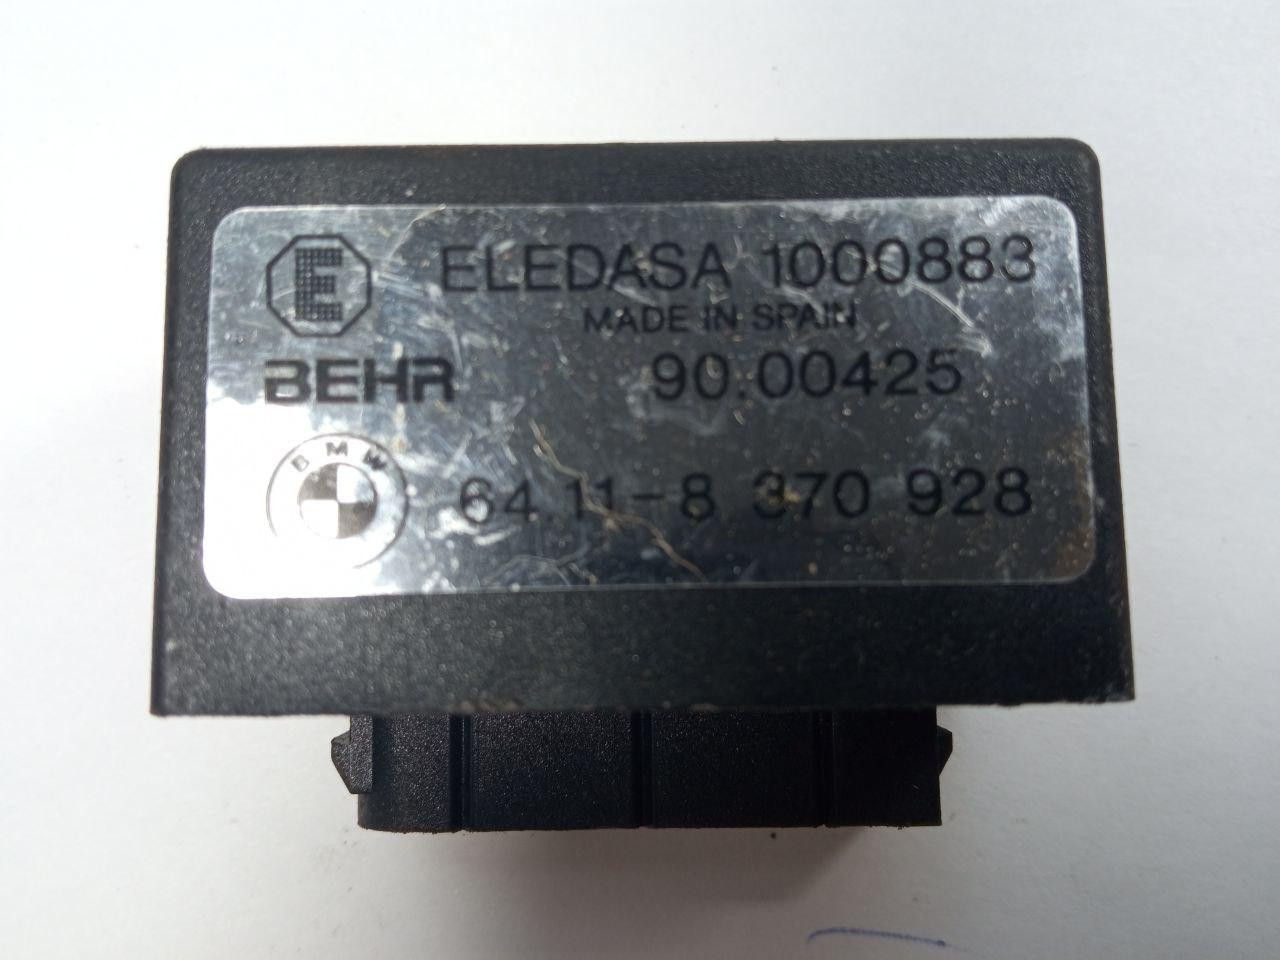 E ELEDASA 1000883
MADE IN SPAIN
BEHR 90.00425
BMW 64.11-8 370 928